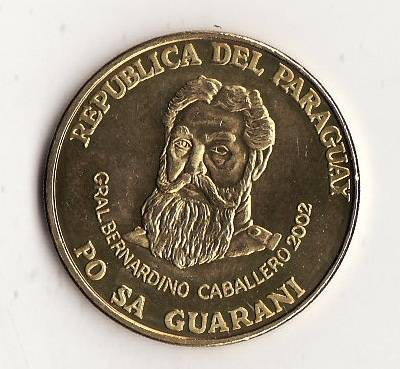 REPUBLICA DEL PARAGUAY
GRAL.BERNARDINO CABALLERO 2002
PO SA GUARANI